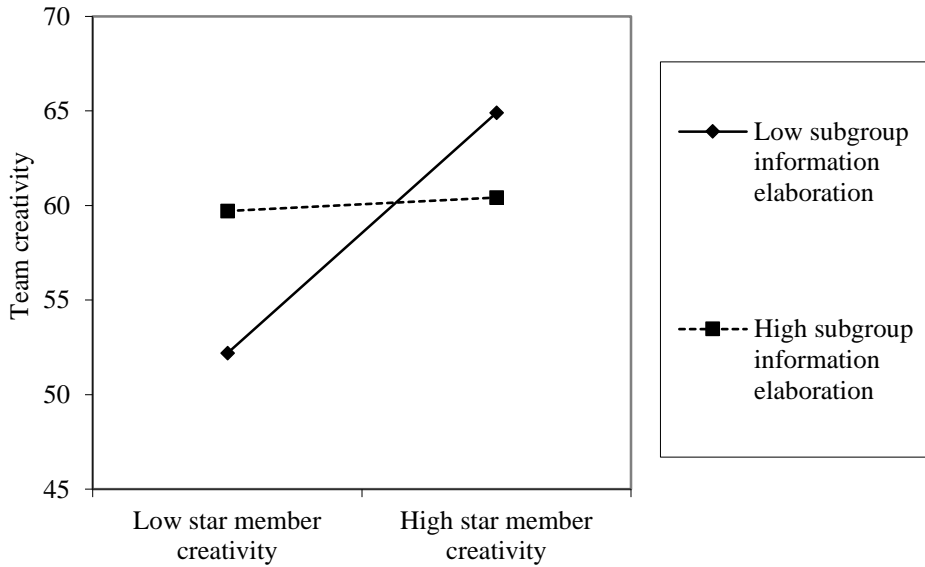 70
65
60
55
50
45
Team creativity
Low star member
creativity
High star member
creativity
Low subgroup
information
elaboration
High subgroup
information
elaboration